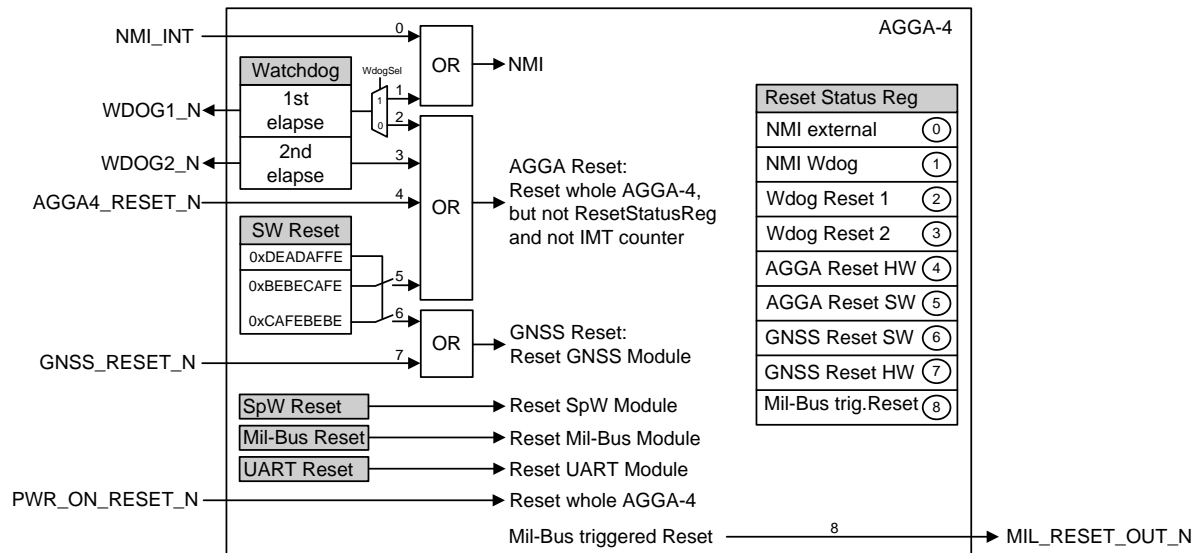 AGGA-4
NMI_INT
0
OR
NMI
Watchdog
WdogSel
1st
elapse
1
0
1
2
WDOG1_N
2nd
elapse
3
WDOG2_N
AGGA4_RESET_N
4
OR
AGGA Reset:
Reset whole AGGA-4,
but not ResetStatusReg
and not IMT counter
SW Reset
0xDEADAFFE
0xBEBECAFE
5
0xCAFEBEBE
6
OR
GNSS Reset:
Reset GNSS Module
GNSS_RESET_N
7
SpW Reset
Reset SpW Module
Mil-Bus Reset
Reset Mil-Bus Module
UART Reset
Reset UART Module
PWR_ON_RESET_N
Reset whole AGGA-4
Mil-Bus triggered Reset
8
MIL_RESET_OUT_N
Reset Status Reg
NMI external 0
NMI Wdog 1
Wdog Reset 1 2
Wdog Reset 2 3
AGGA Reset HW 4
AGGA Reset SW 5
GNSS Reset SW 6
GNSS Reset HW 7
Mil-Bus trig.Reset 8